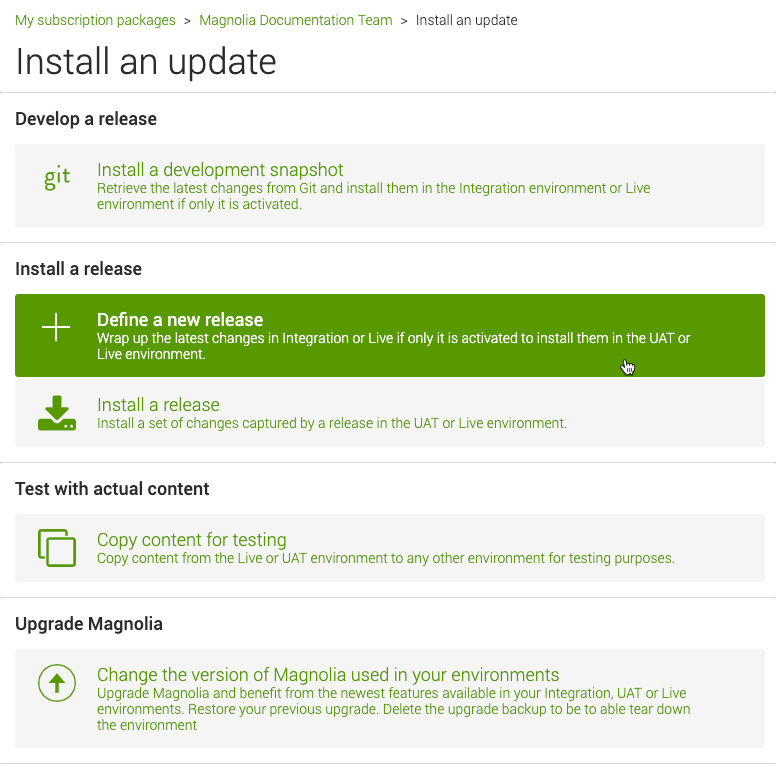 My subscription packages > Magnolia Documentation Team > Install an update
Install an update
Develop a release
git
Install a development snapshot
Retrieve the latest changes from Git and install them in the Integration environment or Live
environment if only it is activated.
Install a release
Define a new release
Wrap up the latest changes in Integration or Live if only it is activated to install them in the UAT or
Live environment.
Install a release
Install a set of changes captured by a release in the UAT or Live environment.
Test with actual content
Copy content for testing
Copy content from the Live or UAT environment to any other environment for testing purposes.
Upgrade Magnolia
Change the version of Magnolia used in your environments
Upgrade Magnolia and benefit from the newest features available in your Integration, UAT or Live
environments. Restore your previous upgrade. Delete the upgrade backup to be to able tear down
the environment